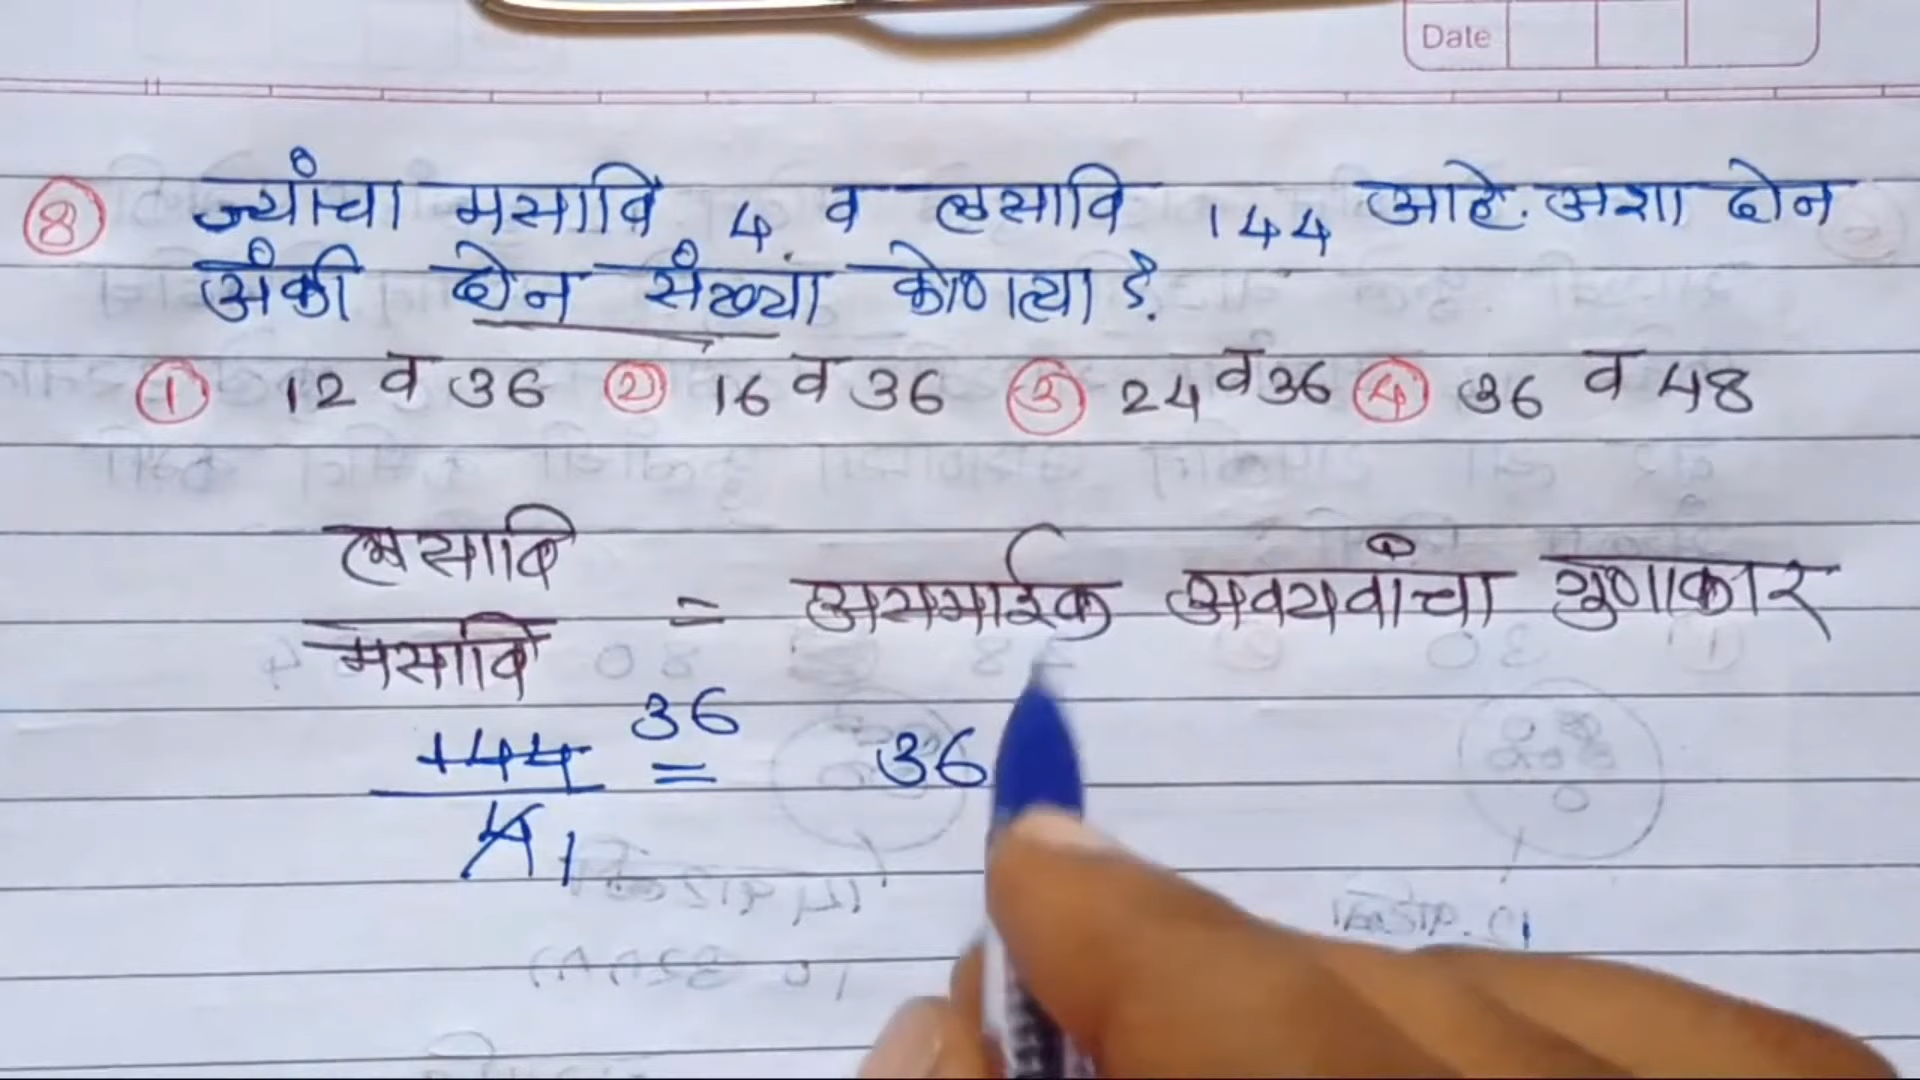 Date
8 ज्यांचा मसावि 4 व लसावि 144 आहे. अशा दोन
अंकी दोन संख्या कोणत्या ?.
1 12 व 36 2 16 व 36 3 24 व 36 4 36 व 48
लसावि
मसावि
= असामाईक अवयवांचा गुणाकार
144
4 1
36
= 36